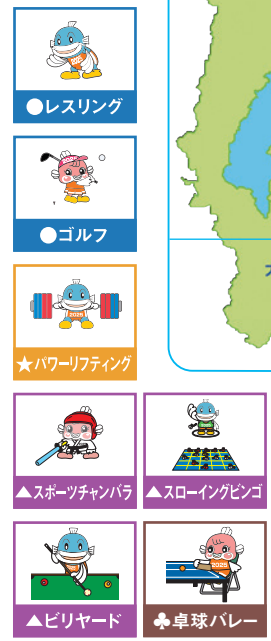 ●レスリング
●ゴルフ
★パワーリフティング
2025
▲スポーツチャンバラ
▲スローイングビンゴ
▲ビリヤード
♣卓球バレー
2025